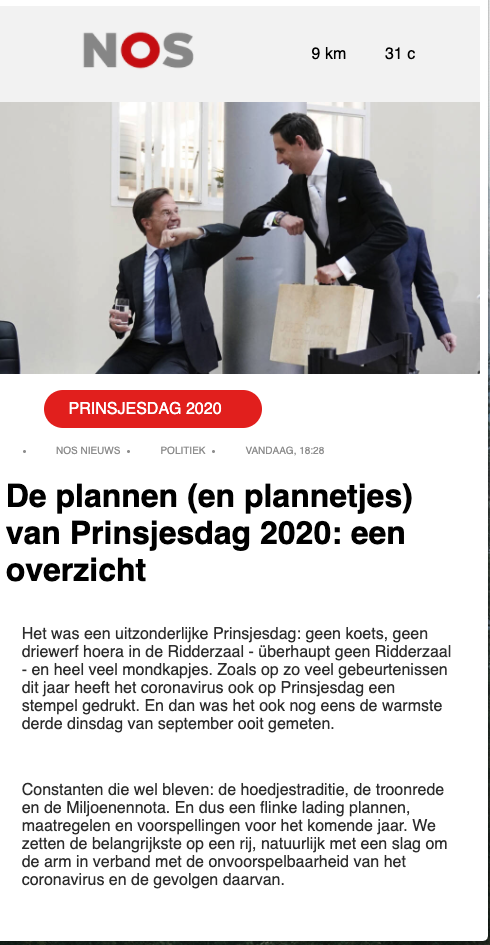 NOS
9 km 31 c
PRINSJESDAG 2020
• NOS NIEUWS • POLITIEK • VANDAAG, 18:28
De plannen (en plannetjes)
van Prinsjesdag 2020: een
overzicht
Het was een uitzonderlijke Prinsjesdag: geen koets, geen
driewerf hoera in de Ridderzaal - überhaupt geen Ridderzaal
- en heel veel mondkapjes. Zoals op zo veel gebeurtenissen
dit jaar heeft het coronavirus ook op Prinsjesdag een
stempel gedrukt. En dan was het ook nog eens de warmste
derde dinsdag van september ooit gemeten.
Constanten die wel bleven: de hoedjestraditie, de troonrede
en de Miljoenennota. En dus een flinke lading plannen,
maatregelen en voorspellingen voor het komende jaar. We
zetten de belangrijkste op een rij, natuurlijk met een slag om
de arm in verband met de onvoorspelbaarheid van het
coronavirus en de gevolgen daarvan.